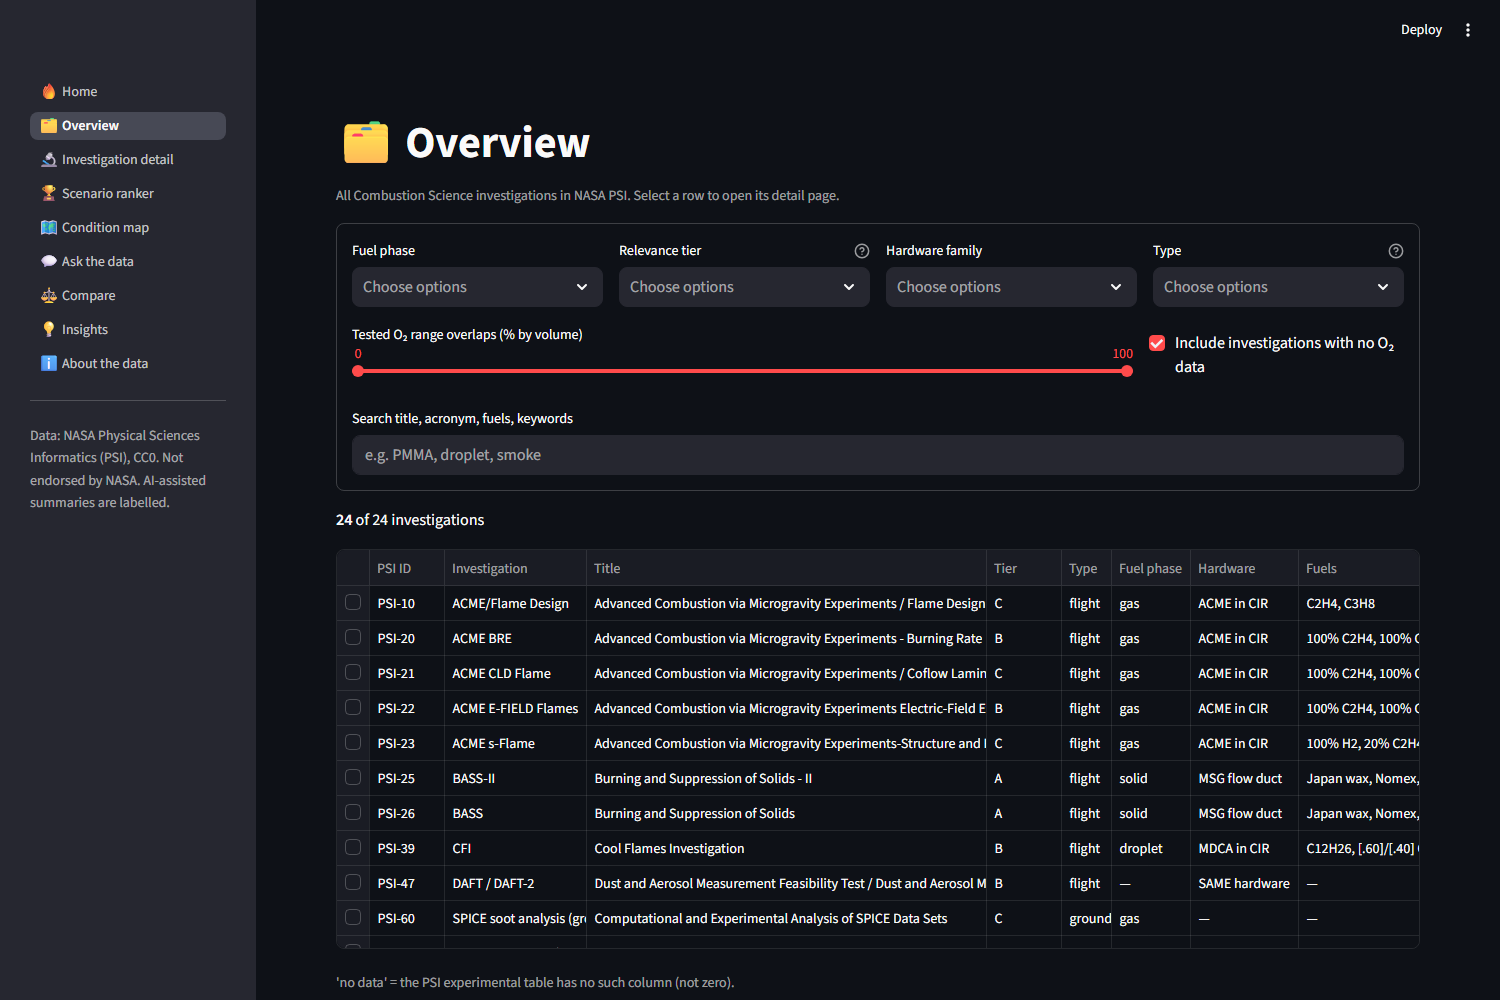 Deploy
Home
Overview
Investigation detail
Scenario ranker
Condition map
Ask the data
Compare
Insights
About the data
Data: NASA Physical Sciences
Informatics (PSI), CC0. Not
endorsed by NASA. AI-assisted
summaries are labelled.
Overview
All Combustion Science investigations in NASA PSI. Select a row to open its detail page.
Fuel phase Relevance tier Hardware family Type
Choose options Choose options Choose options Choose options
Tested O₂ range overlaps (% by volume)
0 100
Include investigations with no O₂
data
Search title, acronym, fuels, keywords
e.g. PMMA, droplet, smoke
24 of 24 investigations
PSI ID Investigation Title Tier Type Fuel phase Hardware Fuels
PSI-10 ACME/Flame Design Advanced Combustion via Microgravity Experiments / Flame Design C flight gas ACME in CIR C2H4, C3H8
PSI-20 ACME BRE Advanced Combustion via Microgravity Experiments - Burning Rate B flight gas ACME in CIR 100% C2H4, 100% C
PSI-21 ACME CLD Flame Advanced Combustion via Microgravity Experiments / Coflow Lamin C flight gas ACME in CIR 100% C2H4, 100% C
PSI-22 ACME E-FIELD Flames Advanced Combustion via Microgravity Experiments Electric-Field E B flight gas ACME in CIR 100% C2H4, 100% C
PSI-23 ACME s-Flame Advanced Combustion via Microgravity Experiments-Structure and C flight gas ACME in CIR 100% H2, 20% C2H4
PSI-25 BASS-II Burning and Suppression of Solids - II A flight solid MSG flow duct Japan wax, Nomex,
PSI-26 BASS Burning and Suppression of Solids A flight solid MSG flow duct Japan wax, Nomex,
PSI-39 CFI Cool Flames Investigation B flight droplet MDCA in CIR C12H26, [.60]/[.40]
PSI-47 DAFT / DAFT-2 Dust and Aerosol Measurement Feasibility Test / Dust and Aerosol M B flight — SAME hardware —
PSI-60 SPICE soot analysis (gro Computational and Experimental Analysis of SPICE Data Sets C ground gas — —
'no data' = the PSI experimental table has no such column (not zero).